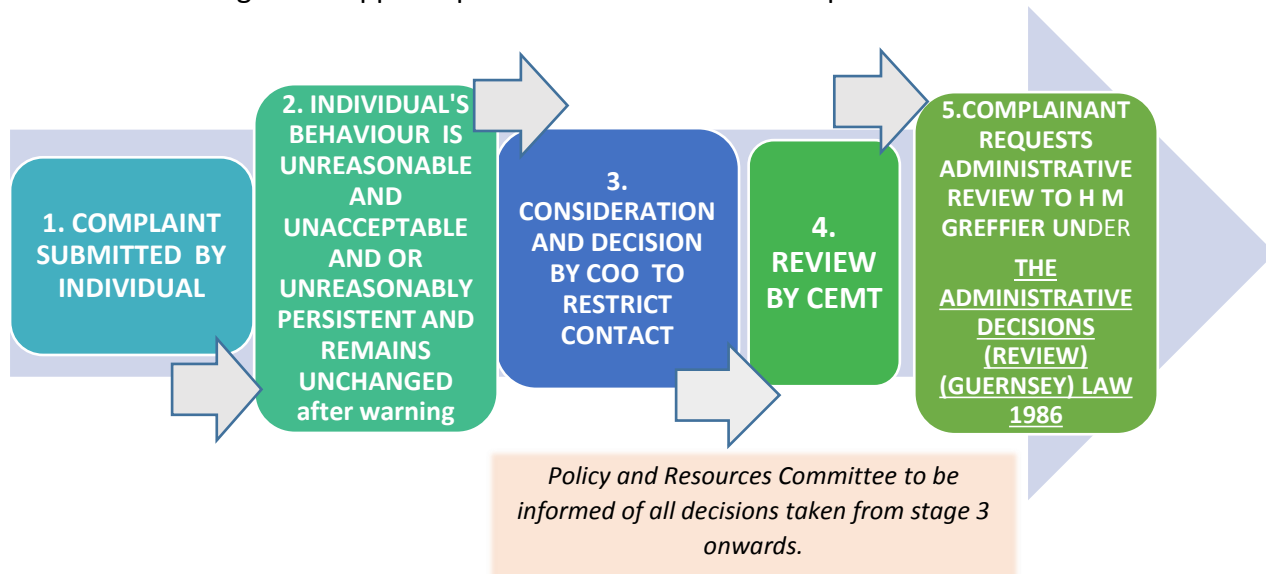 1. COMPLAINT
SUBMITTED BY
INDIVIDUAL
2. INDIVIDUAL'S
BEHAVIOUR IS
UNREASONABLE
AND
UNACCEPTABLE
AND OR
UNREASONABLY
PERSISTENT AND
REMAINS
UNCHANGED
after warning
3.
CONSIDERATION
AND DECISION
BY COO TO
RESTRICT
CONTACT
4.
REVIEW
BY CEMT
5.COMPLAINANT
REQUESTS
ADMINISTRATIVE
REVIEW TO H M
GREFFIER UNDER
THE
ADMINISTRATIVE
DECISIONS
(REVIEW)
(GUERNSEY) LAW
1986
Policy and Resources Committee to be
informed of all decisions taken from stage 3
onwards.